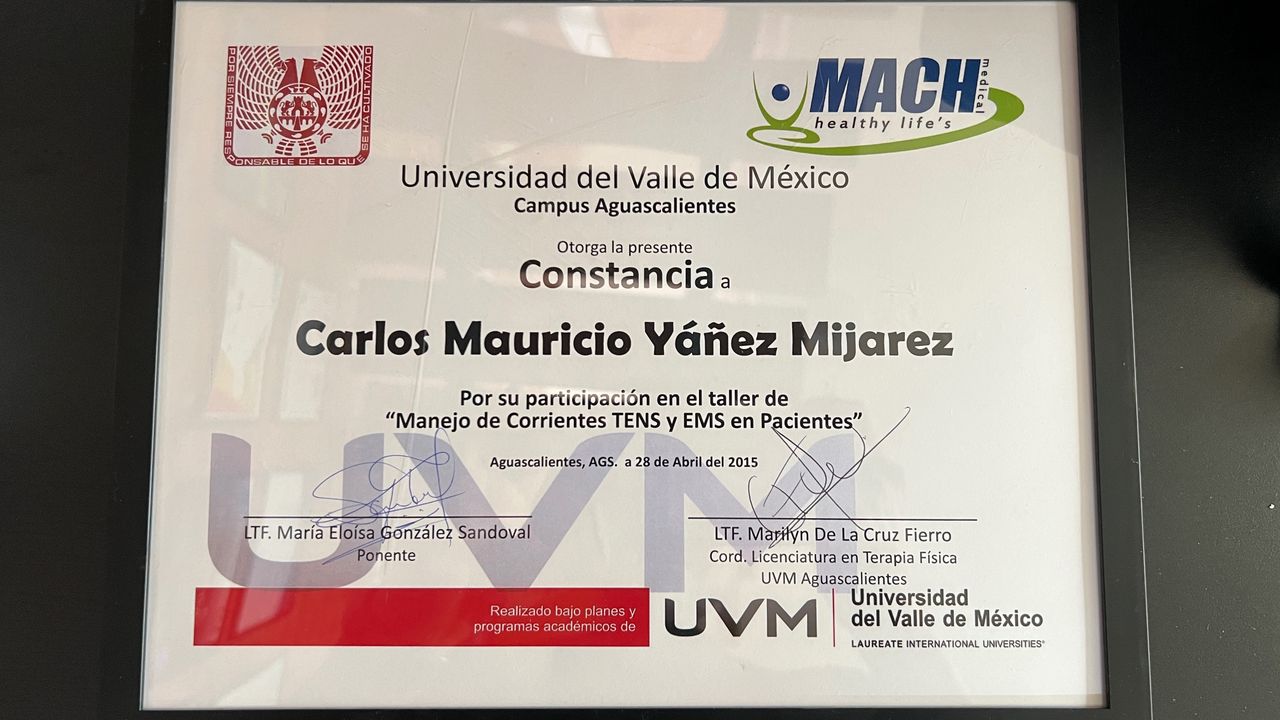 POR SIEMPRE RESPONSABLE DE LO QUE SE HA CULTIVADO
MACH medical
healthy life's
Universidad del Valle de México
Campus Aguascalientes
Otorga la presente
Constancia a
Carlos Mauricio Yáñez Mijarez
Por su participación en el taller de
“Manejo de Corrientes TENS y EMS en Pacientes”
UVM
Aguascalientes, AGS. a 28 de Abril del 2015
LTF. María Eloísa González Sandoval
Ponente
LTF. Marilyn De La Cruz Fierro
Cord. Licenciatura en Terapia Física
UVM Aguascalientes
Realizado bajo planes y
programas académicos de
UVM
Universidad
del Valle de México
LAUREATE INTERNATIONAL UNIVERSITIES®